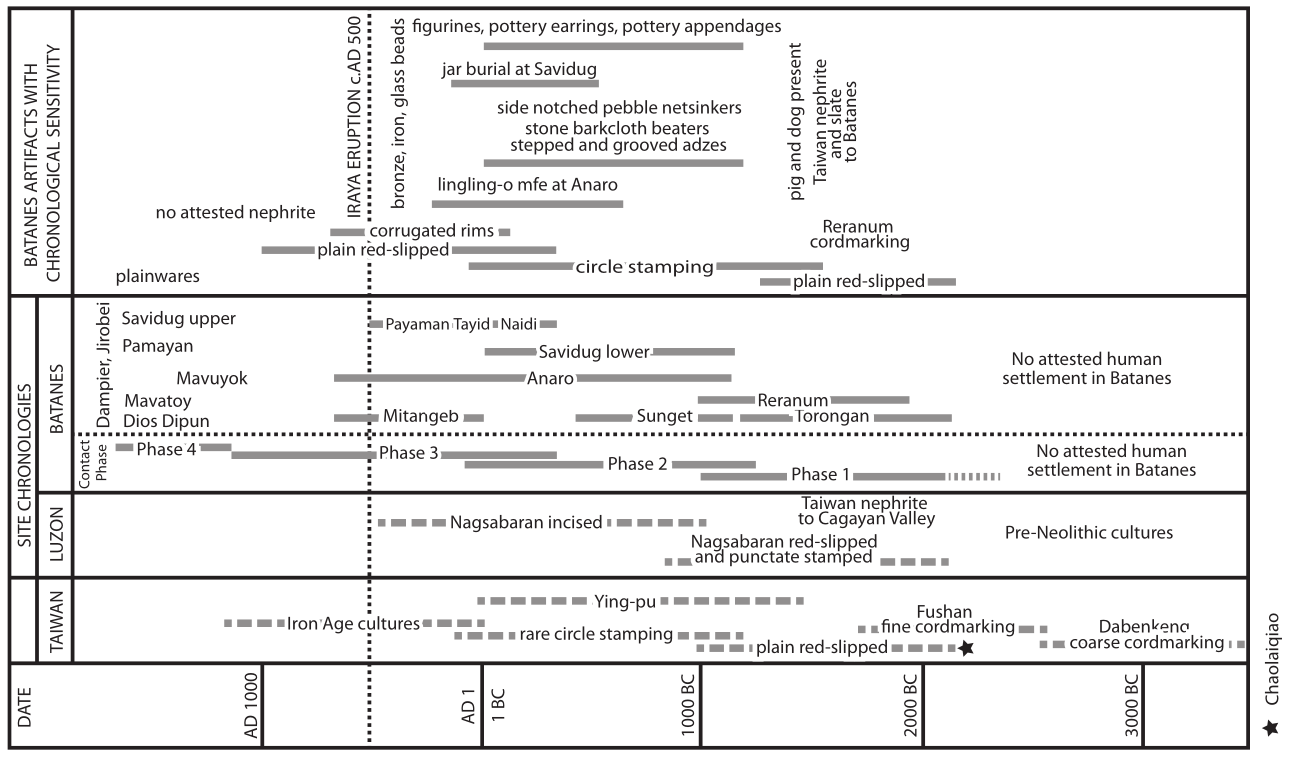 BATANES ARTIFACTS WITH
CHRONOLOGICAL SENSITIVITY
IRAYA ERUPTION c.AD 500
bronze, iron, glass beads
figurines, pottery earrings, pottery appendages
jar burial at Savidug
side notched pebble netsinkers
stone barkcloth beaters
stepped and grooved adzes
lingling-o mfe at Anaro
pig and dog present
Taiwan nephrite
and slate
to Batanes
no attested nephrite
corrugated rims
plain red-slipped
Reranum
cordmarking
circle stamping
plainwares
plain red-slipped
SITE CHRONOLOGIES
BATANES
Dampier, Jirobei
Savidug upper
Payaman Tayid Naidi
Pamayan
Savidug lower
Mavuyok
Anaro
No attested human
settlement in Batanes
Mavatoy
Reranum
Dios Dipun
Mitangeb
Sunget
Torongan
Contact
Phase
Phase 4
Phase 3
Phase 2
Phase 1
No attested human
settlement in Batanes
LUZON
Nagsabaran incised
Taiwan nephrite
to Cagayan Valley
Nagsabaran red-slipped
and punctate stamped
Pre-Neolithic cultures
TAIWAN
Ying-pu
Iron Age cultures
rare circle stamping
plain red-slipped
Fushan
fine cordmarking
Dabenkeng
coarse cordmarking
DATE
AD 1000
AD 1
1 BC
1000 BC
2000 BC
3000 BC
★ Chaolaiqiao